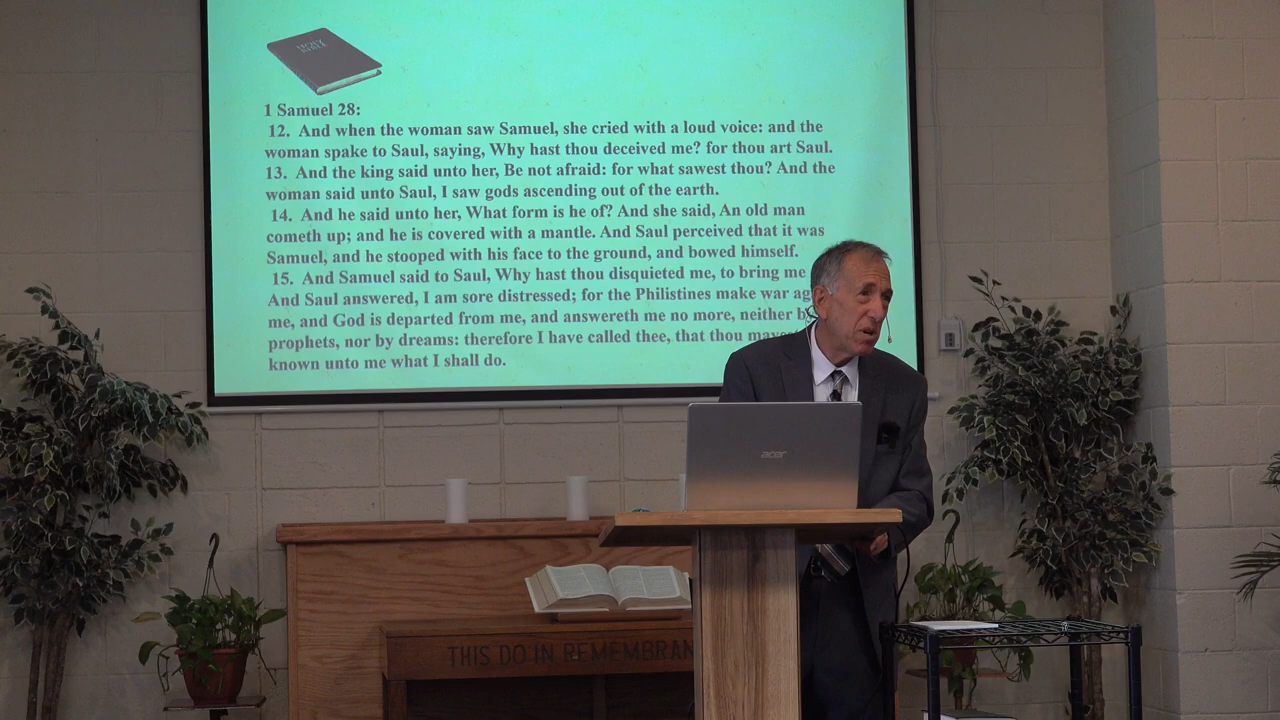 HOLY BIBLE
1 Samuel 28:
12. And when the woman saw Samuel, she cried with a loud voice: and the
woman spake to Saul, saying, Why hast thou deceived me? for thou art Saul.
13. And the king said unto her, Be not afraid: for what sawest thou? And the
woman said unto Saul, I saw gods ascending out of the earth.
14. And he said unto her, What form is he of? And she said, An old man
cometh up; and he is covered with a mantle. And Saul perceived that it was
Samuel, and he stooped with his face to the ground, and bowed himself.
15. And Samuel said to Saul, Why hast thou disquieted me, to bring me
And Saul answered, I am sore distressed; for the Philistines make war ag
me, and God is departed from me, and answereth me no more, neither b
prophets, nor by dreams: therefore I have called thee, that thou may
known unto me what I shall do.
acer
THIS DO IN REMEMBRAN